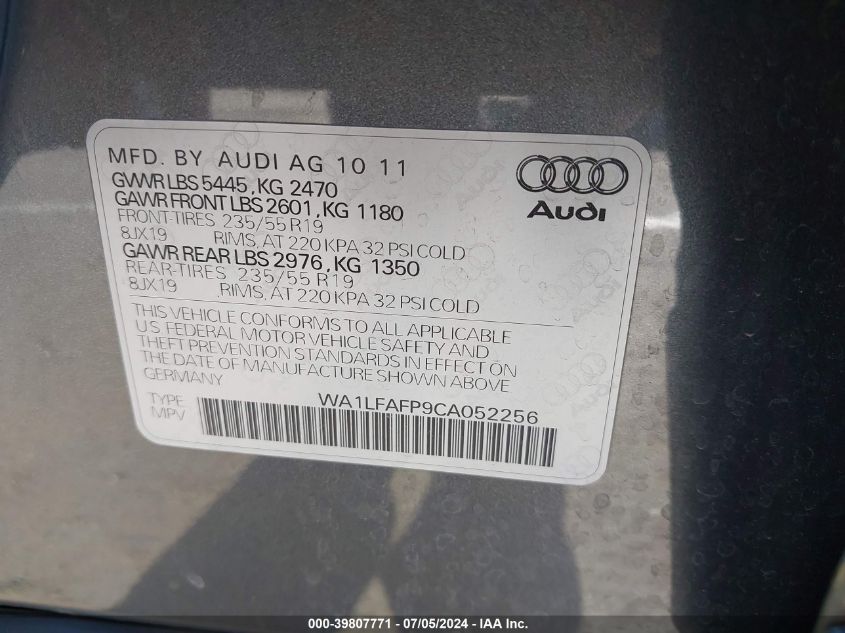 MFD. BY AUDI AG 10 11
GVWR LBS 5445, KG 2470
GAWR FRONT LBS 2601, KG 1180
FRONT-TIRES 235/55 R19
8JX19 RIMS, AT 220 KPA 32 PSI COLD
GAWR REAR LBS 2976, KG 1350
REAR-TIRES 235/55 R19
8JX19 RIMS, AT 220 KPA 32 PSI COLD
Audi
THIS VEHICLE CONFORMS TO ALL APPLICABLE
U.S. FEDERAL MOTOR VEHICLE SAFETY AND
THEFT PREVENTION STANDARDS IN EFFECT ON
THE DATE OF MANUFACTURE SHOWN ABOVE
GERMANY
TYPE WA1LFAFP9CA052256
MPV
000-39807771 / 07/05/2024 - IAA Inc.